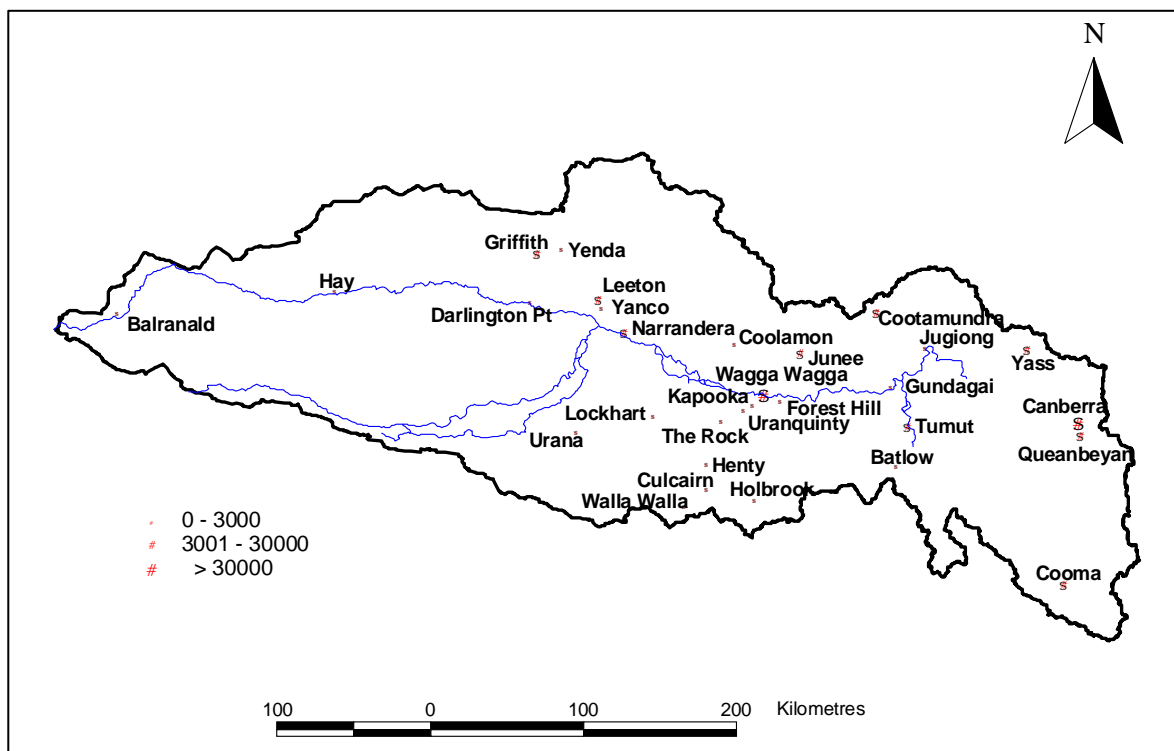 N
Griffith
Yenda
Hay
Leeton
Balranald
Darlington Pt
Yanco
Narrandera
Coolamon
Cootamundra
Jugiong
Junee
Yass
Wagga Wagga
Kapooka
Gundagai
Lockhart
Forest Hill
Canberra
Urana
The Rock
Uranquinty
Tumut
Queanbeyan
Henty
Batlow
Culcairn
Walla Walla
Holbrook
0 - 3000
3001 - 30000
> 30000
Cooma
100 0 100 200 Kilometres